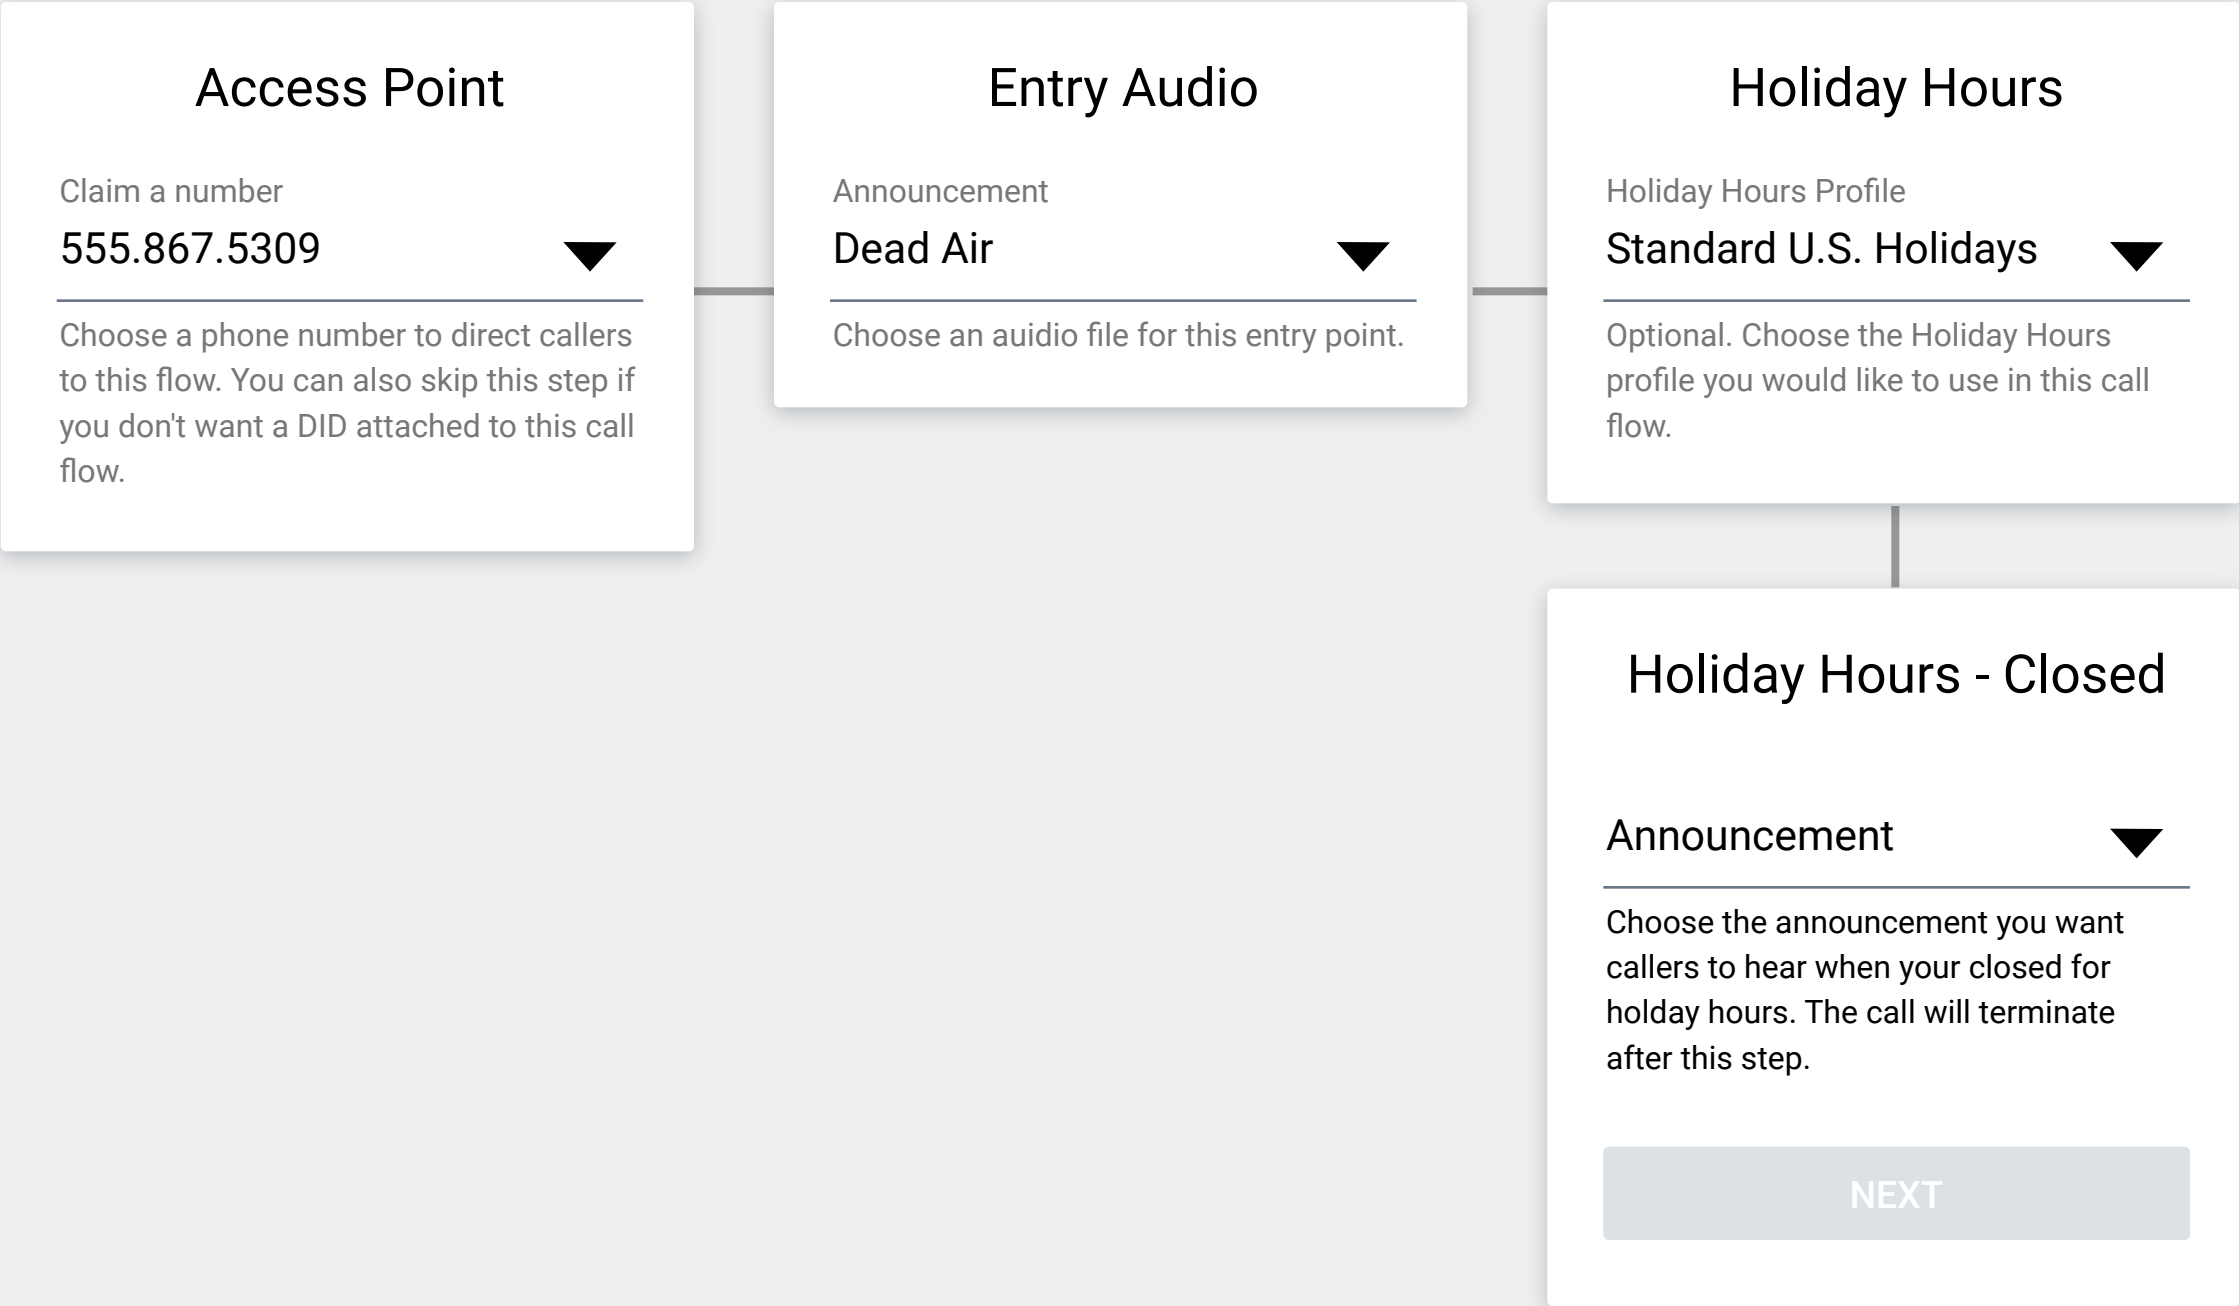 Access Point
Claim a number
555.867.5309
Choose a phone number to direct callers
to this flow. You can also skip this step if
you don't want a DID attached to this call
flow.
Entry Audio
Announcement
Dead Air
Choose an auidio file for this entry point.
Holiday Hours
Holiday Hours Profile
Standard U.S. Holidays
Optional. Choose the Holiday Hours
profile you would like to use in this call
flow.
Holiday Hours - Closed
Announcement
Choose the announcement you want
callers to hear when your closed for
holday hours. The call will terminate
after this step.
NEXT